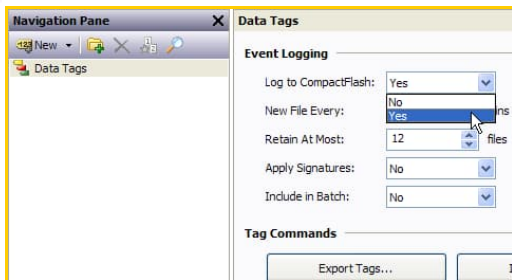 Navigation Pane
Data Tags
New
Data Tags
Event Logging
Log to CompactFlash: Yes
No
Yes
New File Every:
Retain At Most: 12 files
Apply Signatures: No
Include in Batch: No
Tag Commands
Export Tags...